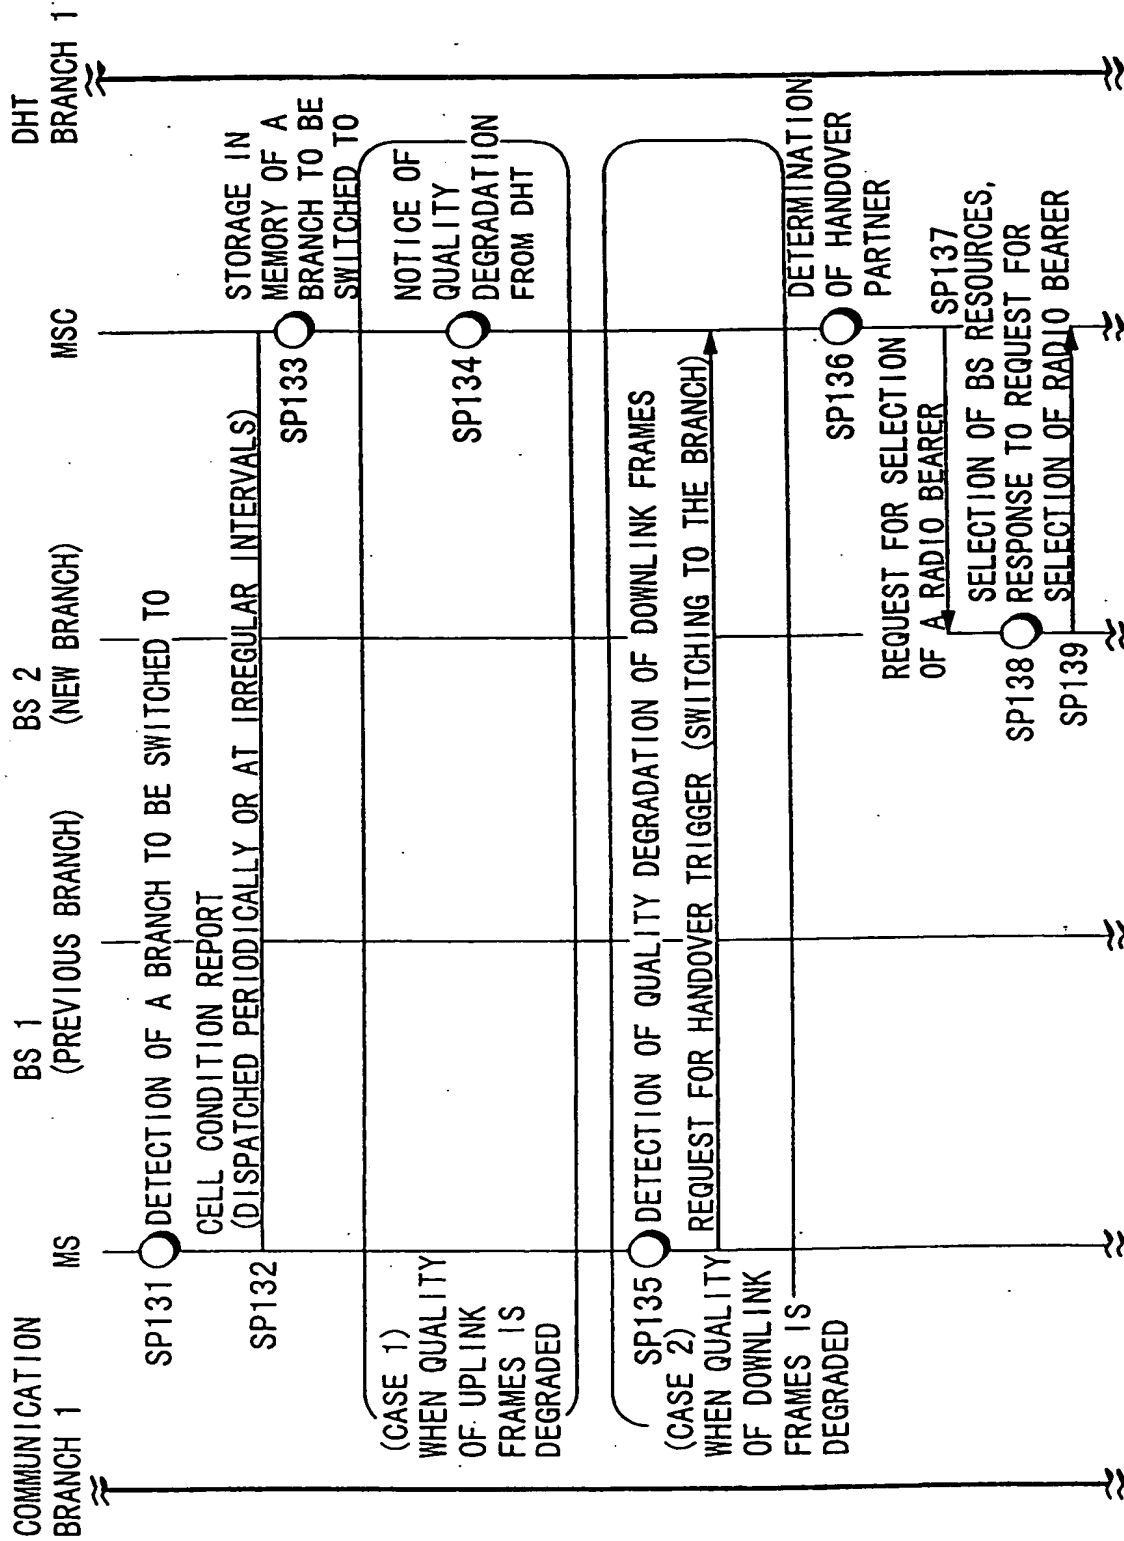 COMMUNICATION
BRANCH 1
MS
BS 1
(PREVIOUS BRANCH)
BS 2
(NEW BRANCH)
MSC
DHT
BRANCH 1
SP131
DETECTION OF A BRANCH TO BE SWITCHED TO
CELL CONDITION REPORT
(DISPATCHED PERIODICALLY OR AT IRREGULAR INTERVALS)
SP132
SP133
STORAGE IN
MEMORY OF A
BRANCH TO BE
SWITCHED TO
(CASE 1)
WHEN QUALITY
OF UPLINK
FRAMES IS
DEGRADED
SP134
NOTICE OF
QUALITY
DEGRADATION
FROM DHT
SP135
DETECTION OF QUALITY DEGRADATION OF DOWNLINK FRAMES
(CASE 2)
WHEN QUALITY
OF DOWNLINK
FRAMES IS
DEGRADED
REQUEST FOR HANDOVER TRIGGER (SWITCHING TO THE BRANCH)
SP136
DETERMINATION
OF HANDOVER
PARTNER
REQUEST FOR SELECTION
OF A RADIO BEARER
SP137
SP138
SELECTION OF BS RESOURCES,
RESPONSE TO REQUEST FOR
SELECTION OF RADIO BEARER
SP139